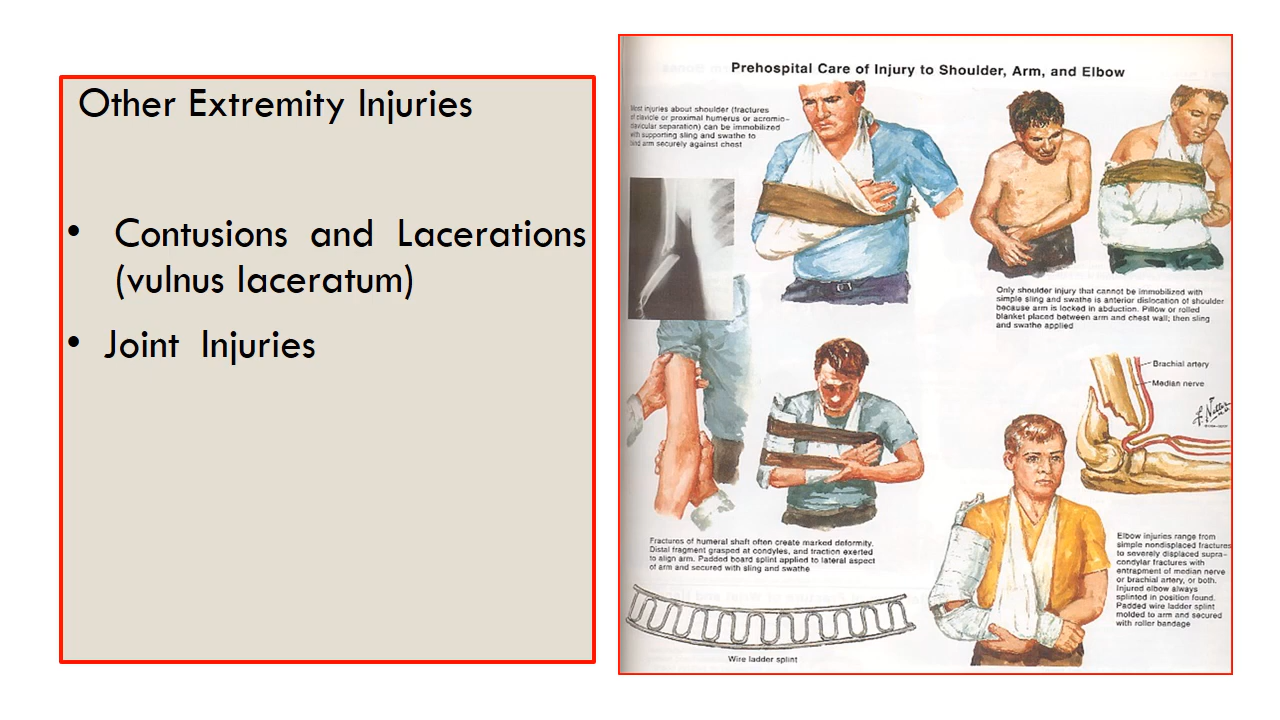 Other Extremity Injuries
• Contusions and Lacerations
(vulnus laceratum)
• Joint Injuries
Prehospital Care of Injury to Shoulder, Arm, and Elbow
Most injuries about shoulder (fractures
of clavicle or proximal humerus or acromio-
clavicular separation) can be immobilized
with supporting sling and swathe to
bind arm securely against chest
Only shoulder injury that cannot be immobilized with
simple sling and swathe is anterior dislocation of shoulder
because arm is locked in abduction. Pillow or rolled
blanket placed between arm and chest wall; then sling
and swathe applied
Brachial artery
Median nerve
Fractures of humeral shaft often create marked deformity.
Distal fragment grasped at condyles, and traction exerted
to align arm. Padded board splint applied to lateral aspect
of arm and secured with sling and swathe
Elbow injuries range from
simple nondisplaced fractures
to severely displaced supra-
condylar fractures with
entrapment of median nerve
or brachial artery, or both.
Injured elbow always
splinted in position found.
Padded wire ladder splint
molded to arm and secured
with roller bandage
Wire ladder splint